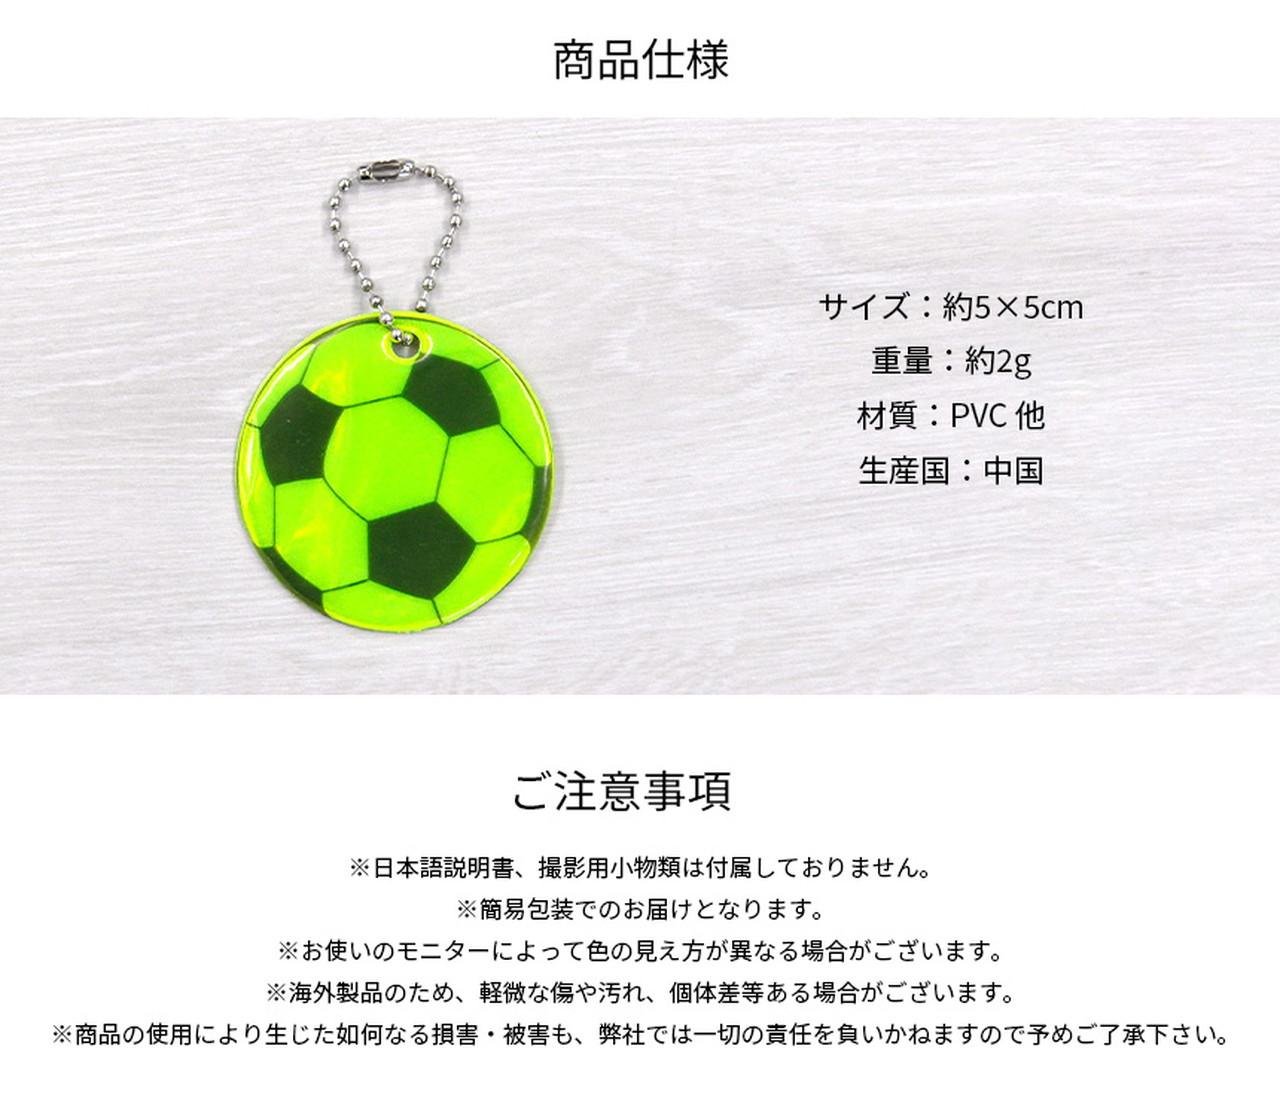 商品仕様
サイズ：約5×5cm
重量：約2g
材質：PVC 他
生産国：中国
ご注意事項
※日本語説明書、撮影用小物類は付属しておりません。
※簡易包装でのお届けとなります。
※お使いのモニターによって色の見え方が異なる場合がございます。
※海外製品のため、軽微な傷や汚れ、個体差等ある場合がございます。
※商品の使用により生じた如何なる損害・被害も、弊社では一切の責任を負いかねますので予めご了承下さい。